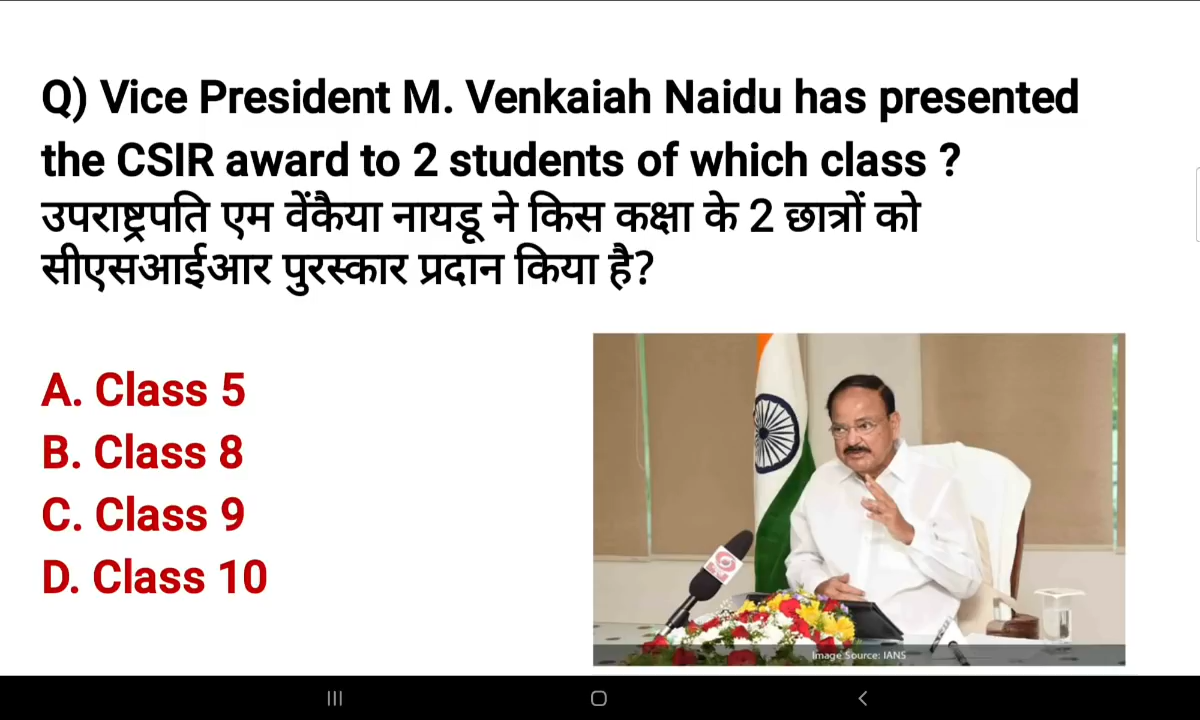 Q) Vice President M. Venkaiah Naidu has presented
the CSIR award to 2 students of which class ?
उपराष्ट्रपति एम वेंकैया नायडू ने किस कक्षा के 2 छात्रों को
सीएसआईआर पुरस्कार प्रदान किया है?
A. Class 5
B. Class 8
C. Class 9
D. Class 10
Image Source: IANS